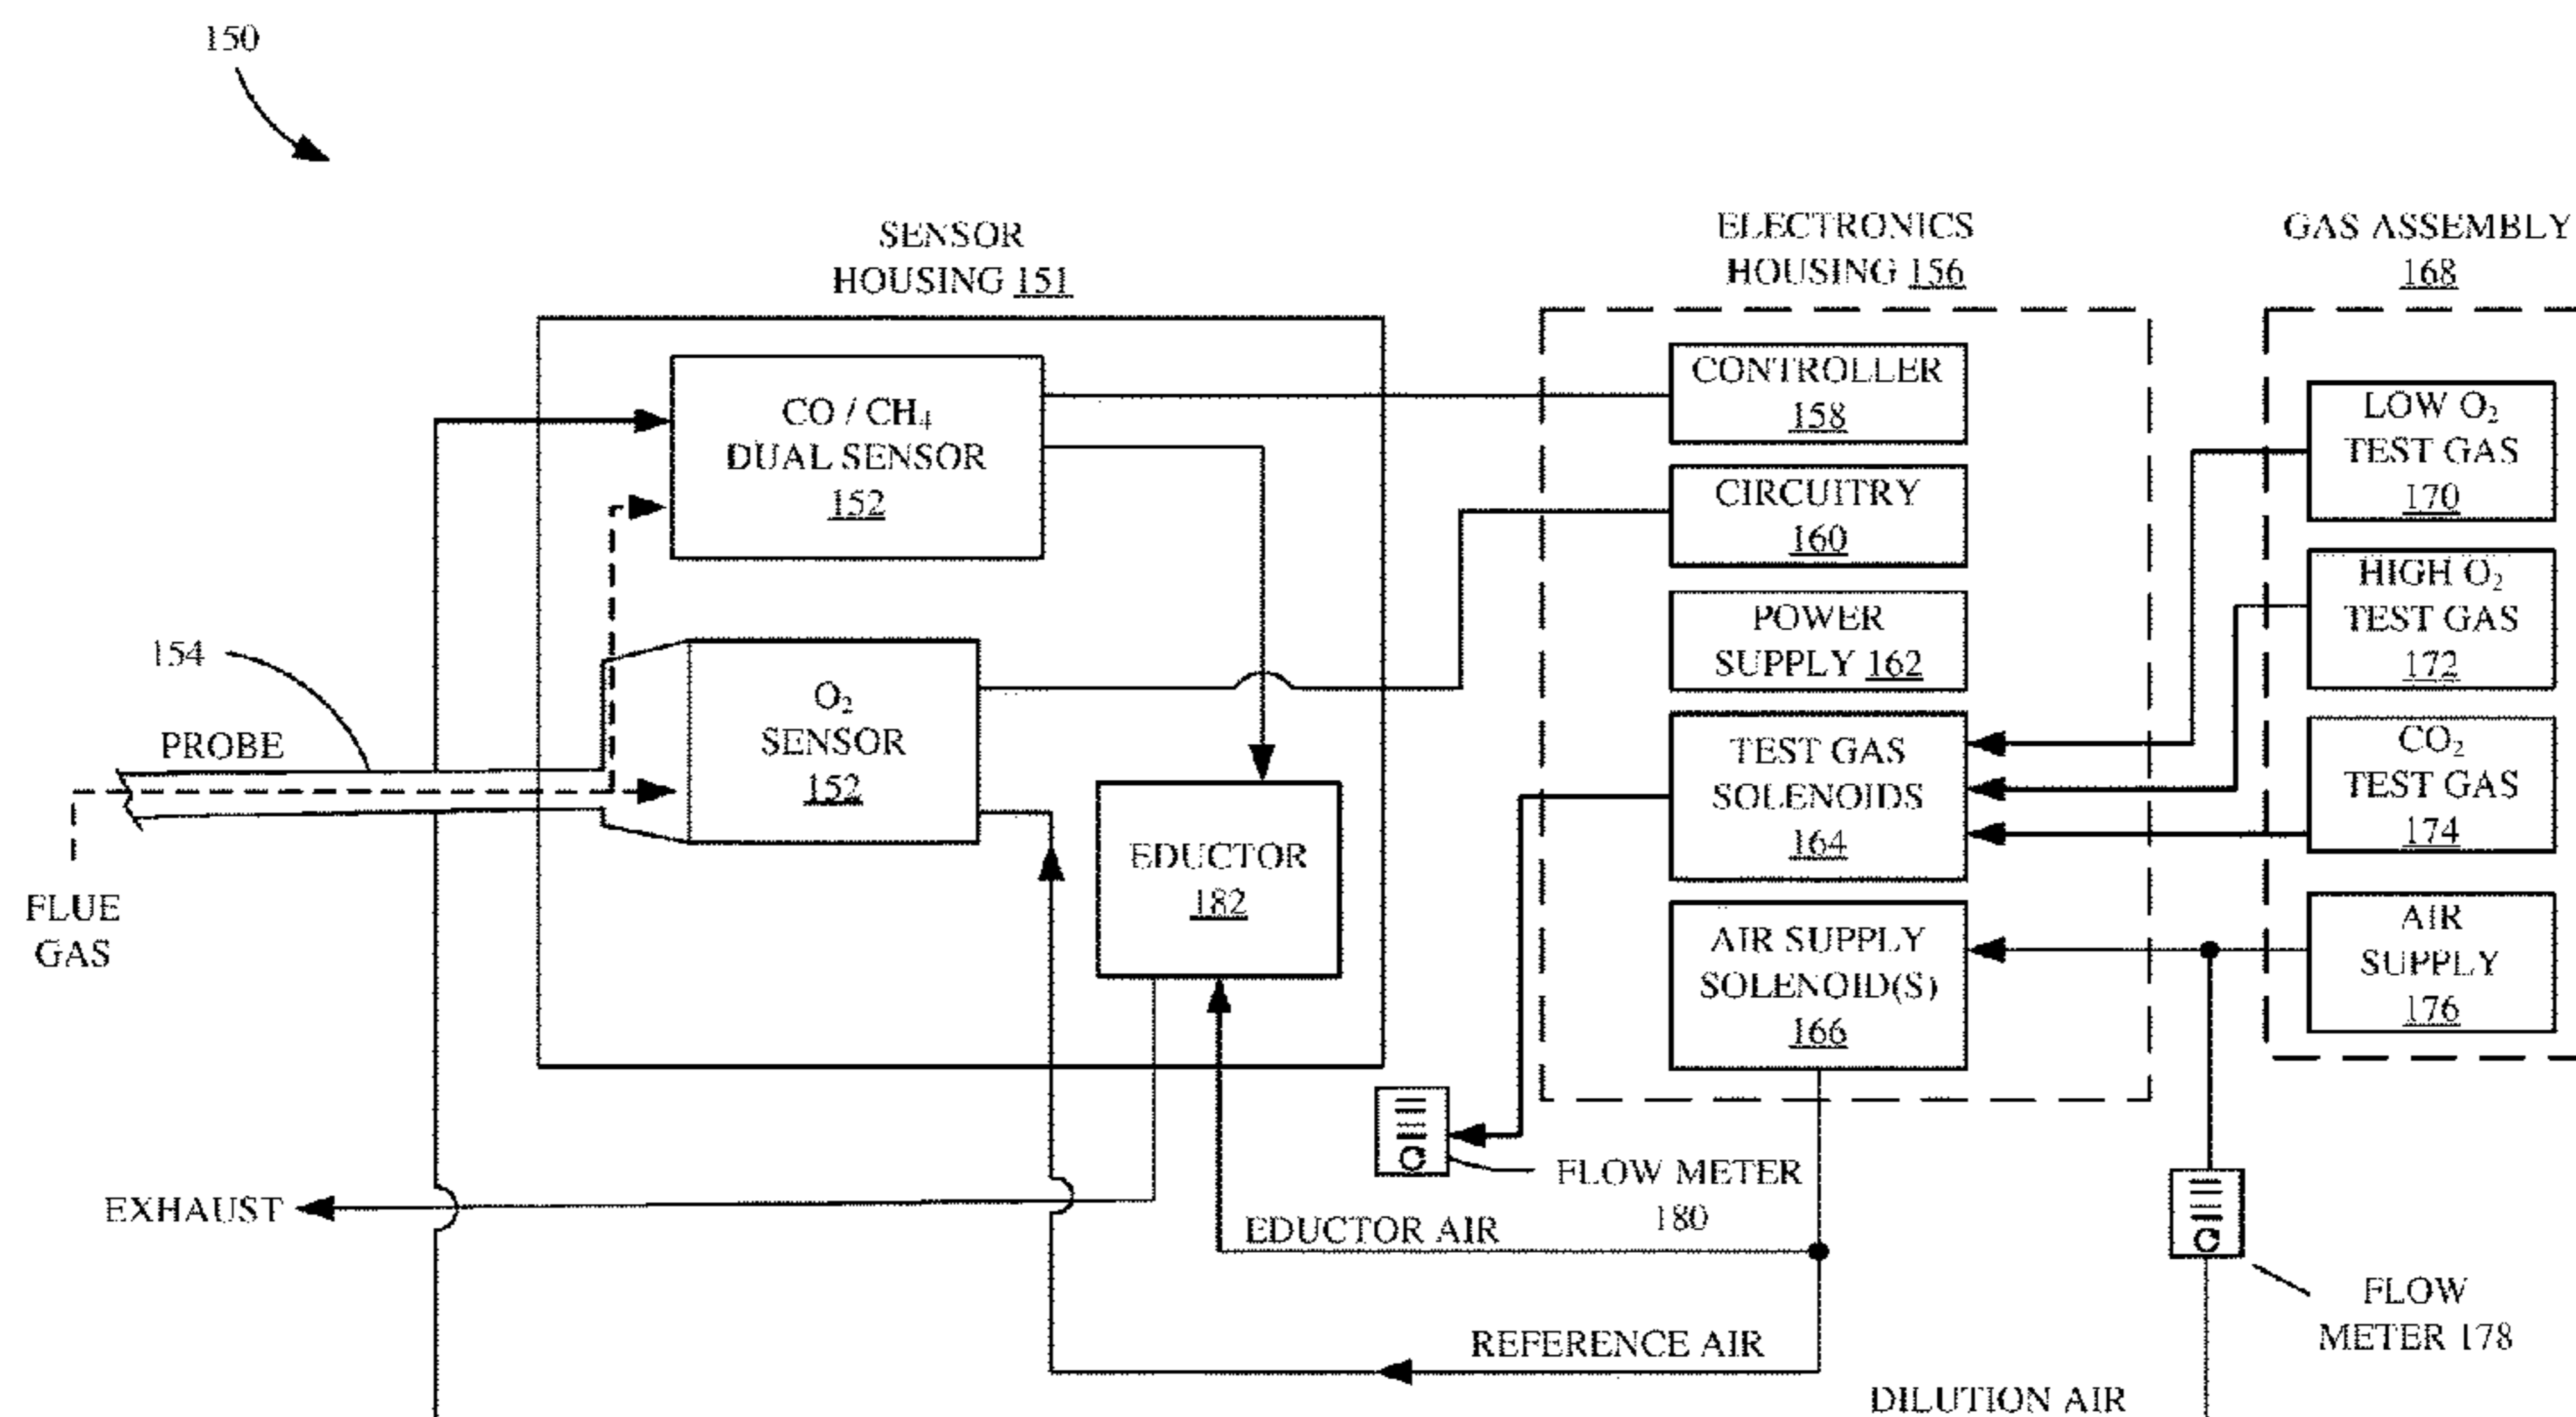 150
SENSOR
HOUSING 151
ELECTRONICS
HOUSING 156
GAS ASSEMBLY
168
CO / CH₄
DUAL SENSOR
152
CONTROLLER
158
CIRCUITRY
160
POWER
SUPPLY 162
TEST GAS
SOLENOIDS
164
AIR SUPPLY
SOLENOID(S)
166
LOW O₂
TEST GAS
170
HIGH O₂
TEST GAS
172
CO₂
TEST GAS
174
AIR
SUPPLY
176
154
PROBE
O₂
SENSOR
152
FLUE
GAS
EDUCTOR
182
EXHAUST
FLOW METER
180
EDUCTOR AIR
REFERENCE AIR
FLOW
METER 178
DILUTION AIR